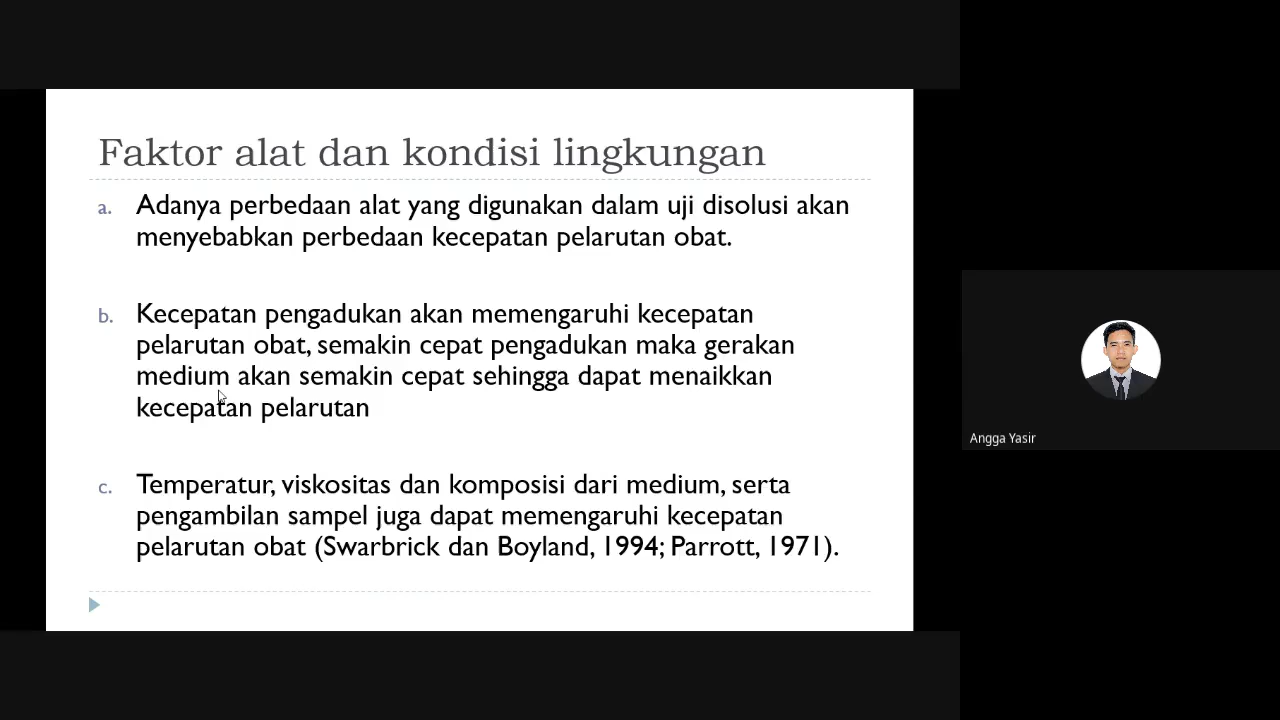 Faktor alat dan kondisi lingkungan
a. Adanya perbedaan alat yang digunakan dalam uji disolusi akan
menyebabkan perbedaan kecepatan pelarutan obat.
b. Kecepatan pengadukan akan memengaruhi kecepatan
pelarutan obat, semakin cepat pengadukan maka gerakan
medium akan semakin cepat sehingga dapat menaikkan
kecepatan pelarutan
c. Temperatur, viskositas dan komposisi dari medium, serta
pengambilan sampel juga dapat memengaruhi kecepatan
pelarutan obat (Swarbrick dan Boyland, 1994; Parrott, 1971).
Angga Yasir